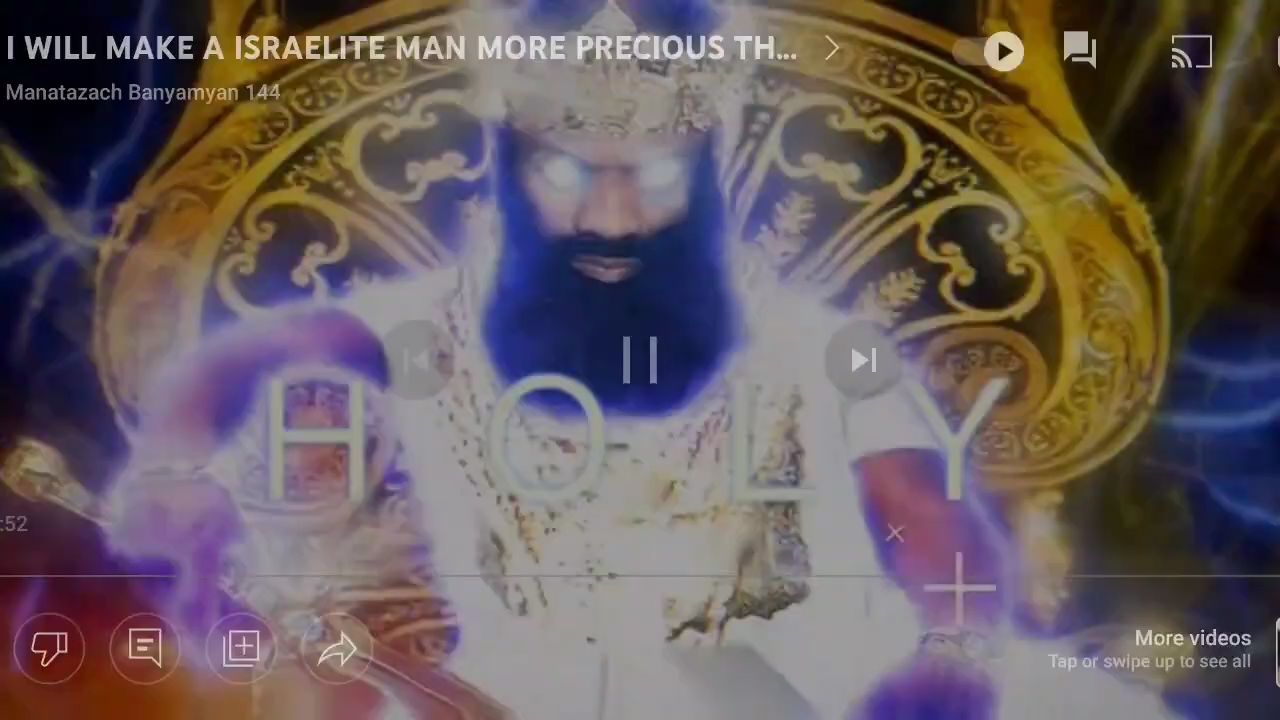 I WILL MAKE A ISRAELITE MAN MORE PRECIOUS TH...
Manatazach Banyamyan 144
HOLY
:52
More videos
Tap or swipe up to see all